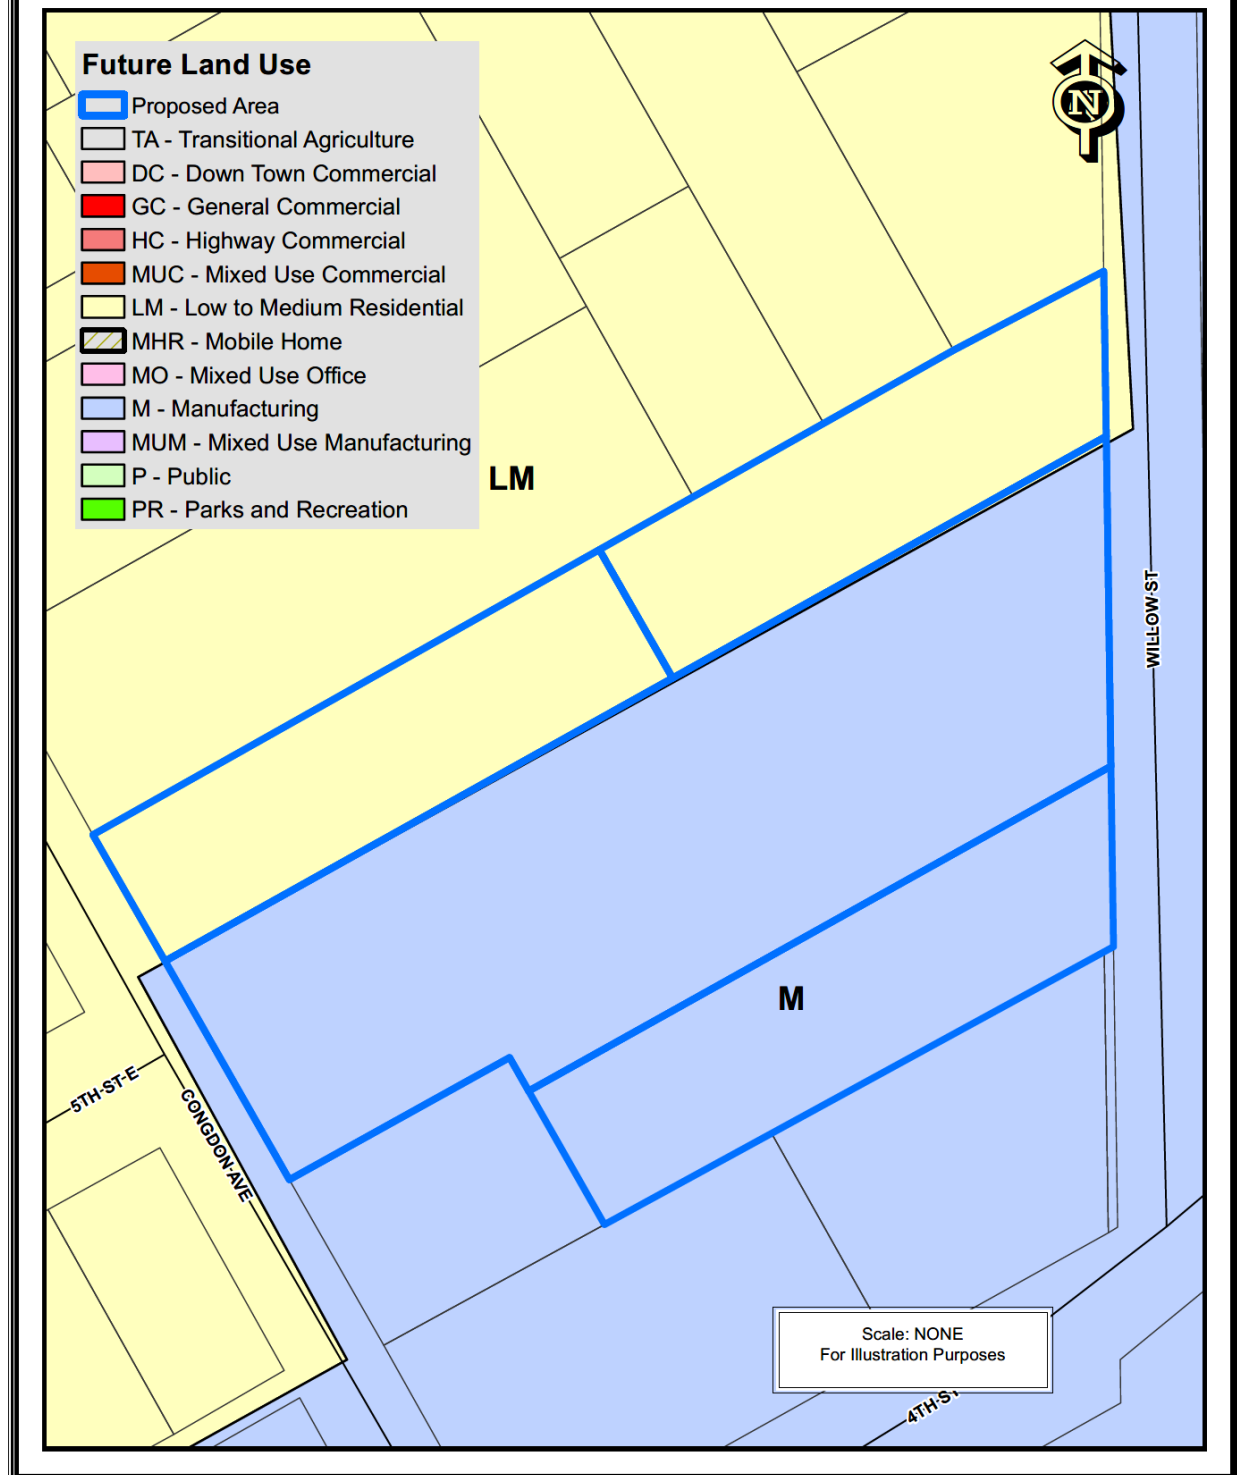 Future Land Use
Proposed Area
TA - Transitional Agriculture
DC - Down Town Commercial
GC - General Commercial
HC - Highway Commercial
MUC - Mixed Use Commercial
LM - Low to Medium Residential
MHR - Mobile Home
MO - Mixed Use Office
M - Manufacturing
MUM - Mixed Use Manufacturing
P - Public
PR - Parks and Recreation
N
LM
WILLOW ST
M
5TH ST E
CONGDON AVE
Scale: NONE
For Illustration Purposes
4TH ST